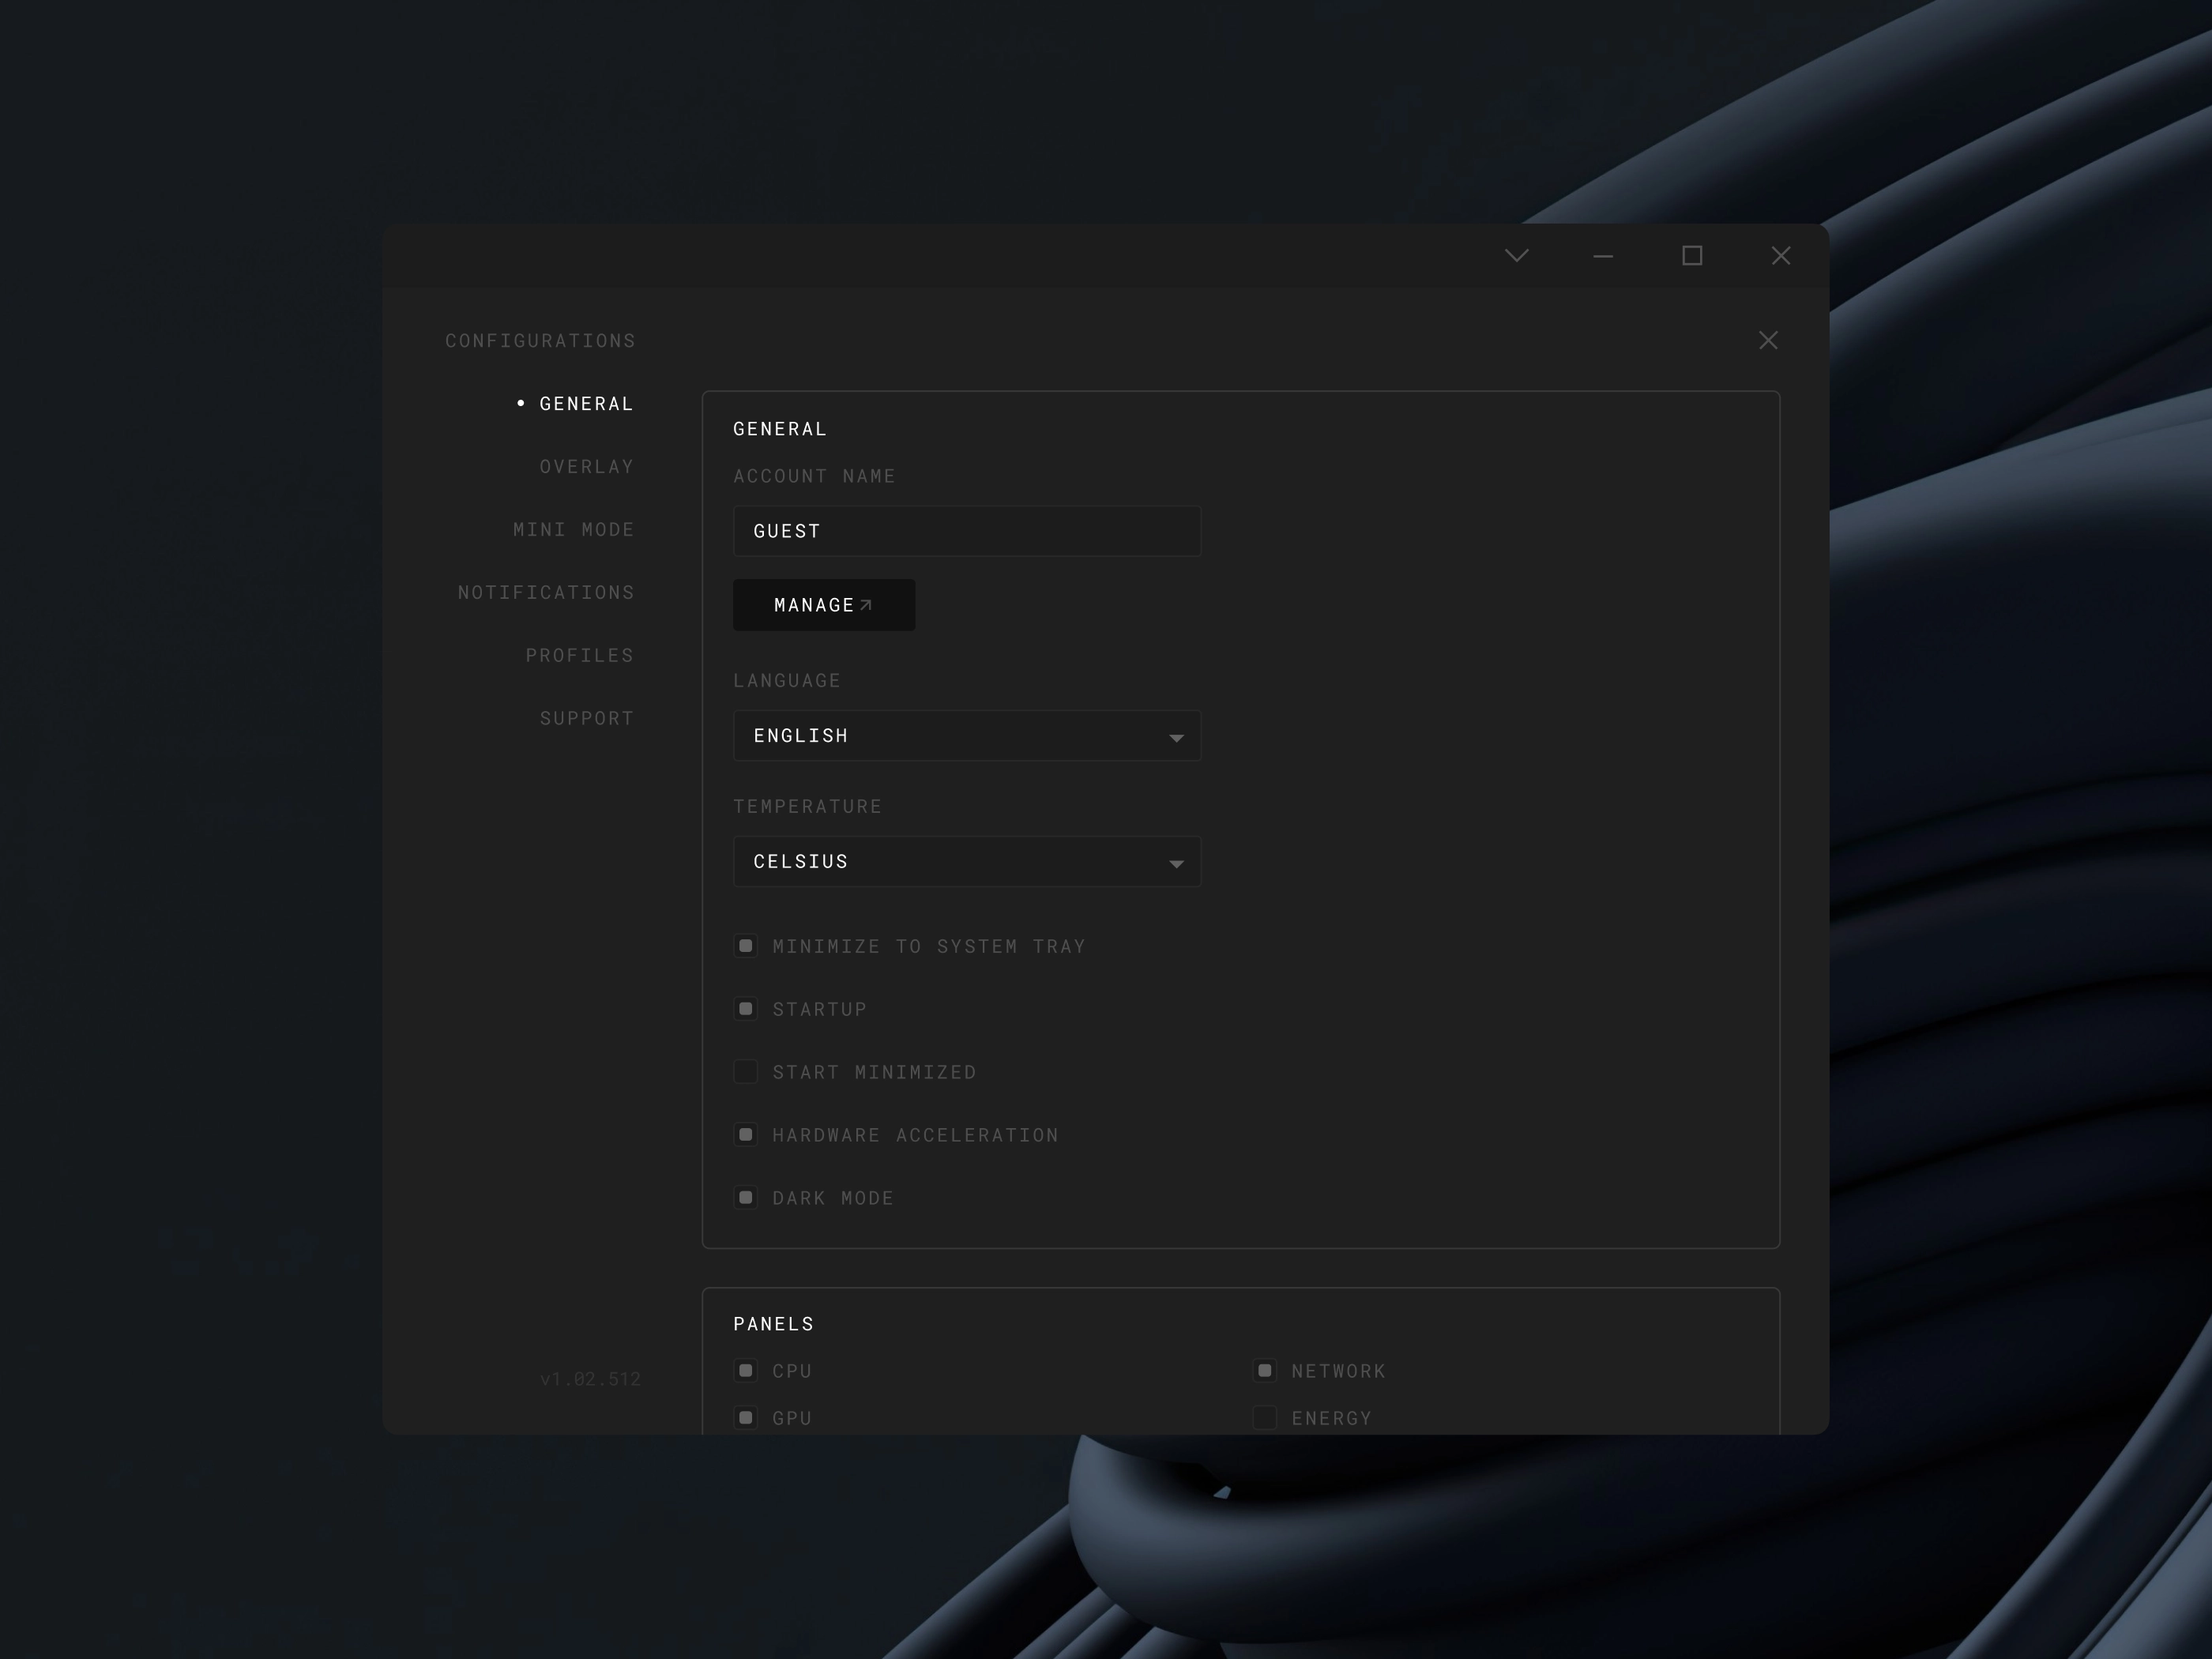 CONFIGURATIONS
• GENERAL
OVERLAY
MINI MODE
NOTIFICATIONS
PROFILES
SUPPORT
v1.02.512
GENERAL
ACCOUNT NAME
GUEST
MANAGE
LANGUAGE
ENGLISH
TEMPERATURE
CELSIUS
MINIMIZE TO SYSTEM TRAY
STARTUP
START MINIMIZED
HARDWARE ACCELERATION
DARK MODE
PANELS
CPU
NETWORK
GPU
ENERGY